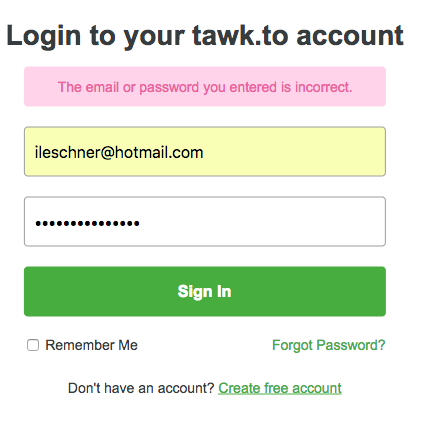 Login to your tawk.to account
The email or password you entered is incorrect.
ileschner@hotmail.com
•••••••••••••••
Sign In
Remember Me Forgot Password?
Don't have an account? Create free account